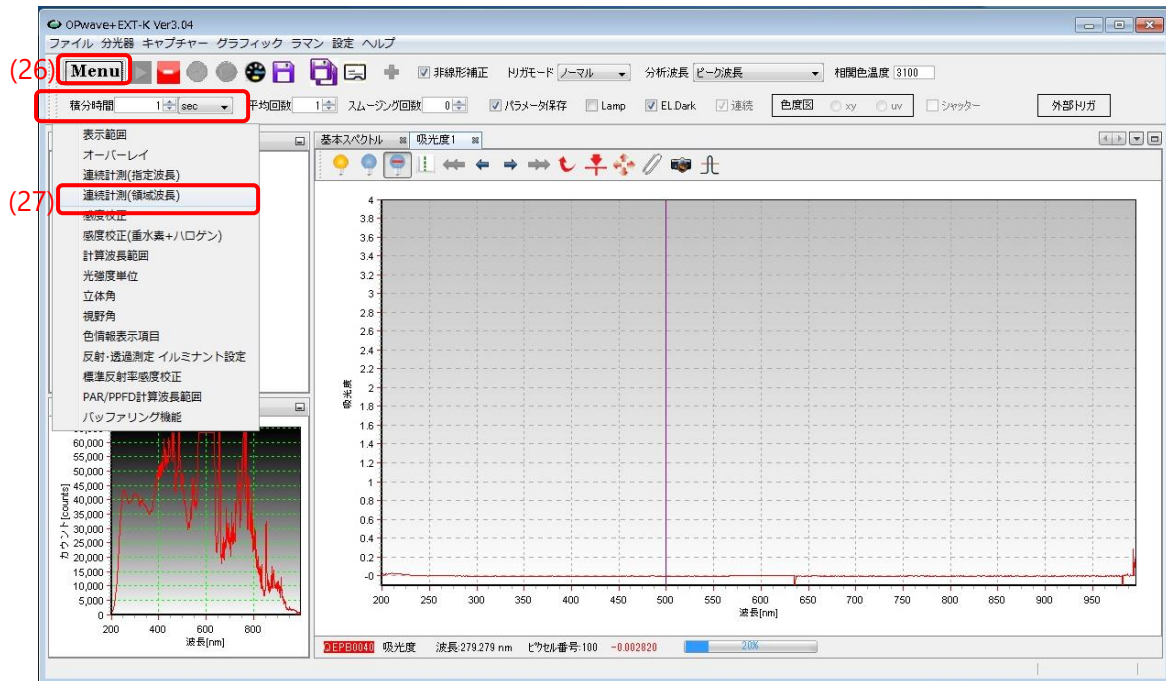 OPwave+EXT-K Ver3.04
ファイル 分光器 キャプチャー グラフィック ラマン 設定 ヘルプ
(26) Menu 非線形補正 トリガモード ノーマル 分析波長 ピーク波長 相関色温度 3100
積分時間 1 sec 平均回数 1 スムージング回数 0 パラメータ保存 Lamp EL.Dark 連続 色度図 xy uv シャッター 外部トリガ
表示範囲
オーバーレイ
連続計測(指定波長)
(27) 連続計測(領域波長)
感度校正
感度校正(重水素+ハロゲン)
計算波長範囲
光強度単位
立体角
視野角
色情報表示項目
反射・透過測定 イルミナント設定
標準反射率感度校正
PAR/PPFD計算波長範囲
バッファリング機能
基本スペクトル 吸光度1
4
3.8
3.6
3.4
3.2
3
2.8
2.6
2.4
2.2
2
1.8
1.6
1.4
1.2
1
0.8
0.6
0.4
0.2
-0
吸光度
200 250 300 350 400 450 500 550 600 650 700 750 800 850 900 950
波長[nm]
60,000
55,000
50,000
45,000
40,000
35,000
30,000
25,000
20,000
15,000
10,000
5,000
0
カウント[counts]
200 400 600 800
波長[nm]
OEPB0040 吸光度 波長:279.279 nm ピクセル番号:100 -0.002820 20%